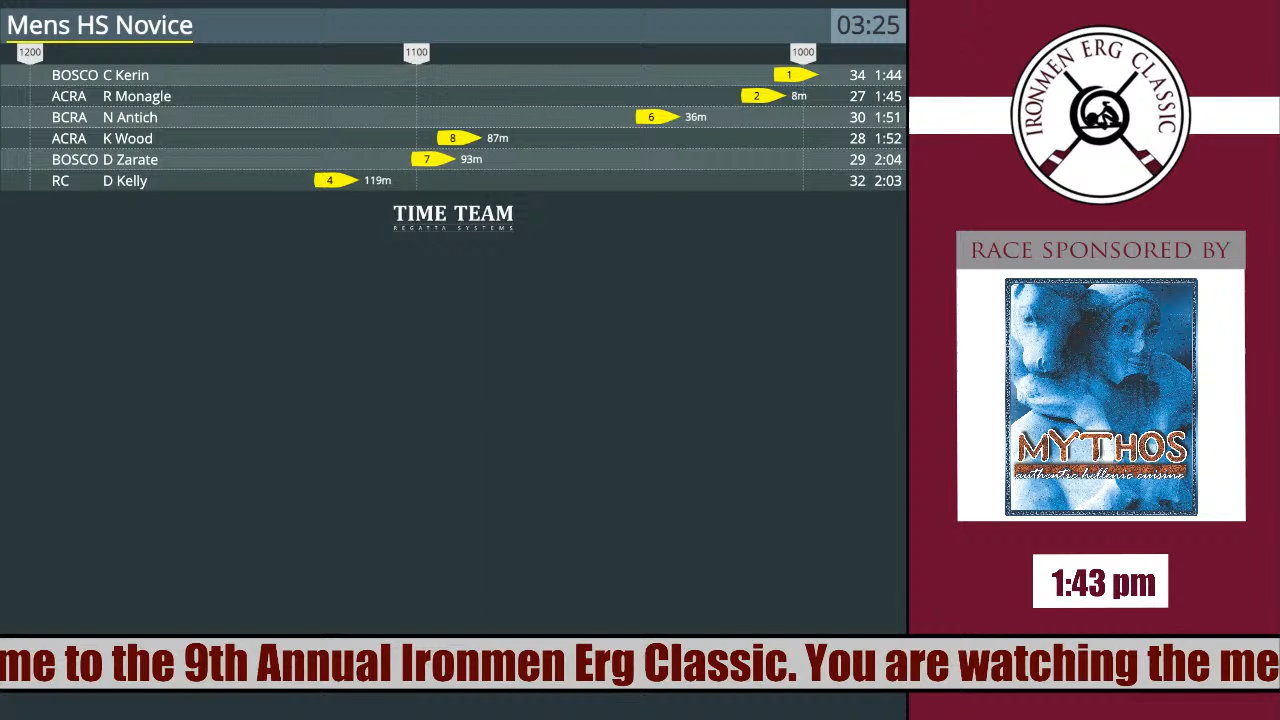 Mens HS Novice 03:25
1200 1100 1000
BOSCO C Kerin 1 34 1:44
ACRA R Monagle 2 8m 27 1:45
BCRA N Antich 6 36m 30 1:51
ACRA K Wood 8 87m 28 1:52
BOSCO D Zarate 7 93m 29 2:04
RC D Kelly 4 119m 32 2:03
TIME TEAM
REGATTA SYSTEMS
IRONMEN ERG CLASSIC
RACE SPONSORED BY
MYTHOS
authentic hellenic cuisine
1:43 pm
me to the 9th Annual Ironmen Erg Classic. You are watching the me